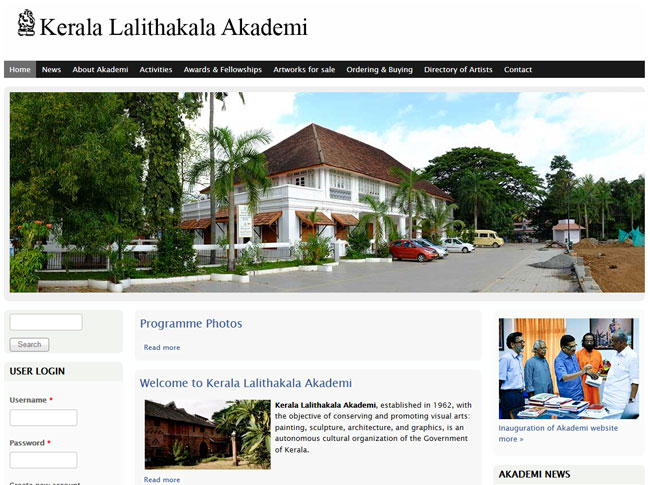 Kerala Lalithakala Akademi
Home News About Akademi Activities Awards & Fellowships Artworks for sale Ordering & Buying Directory of Artists Contact
Search
USER LOGIN
Username *
Password *
Create new account
Programme Photos
Read more
Welcome to Kerala Lalithakala Akademi
Kerala Lalithakala Akademi, established in 1962, with
the objective of conserving and promoting visual arts:
painting, sculpture, architecture, and graphics, is an
autonomous cultural organization of the Government
of Kerala.
Read more
Inauguration of Akademi website
more »
AKADEMI NEWS